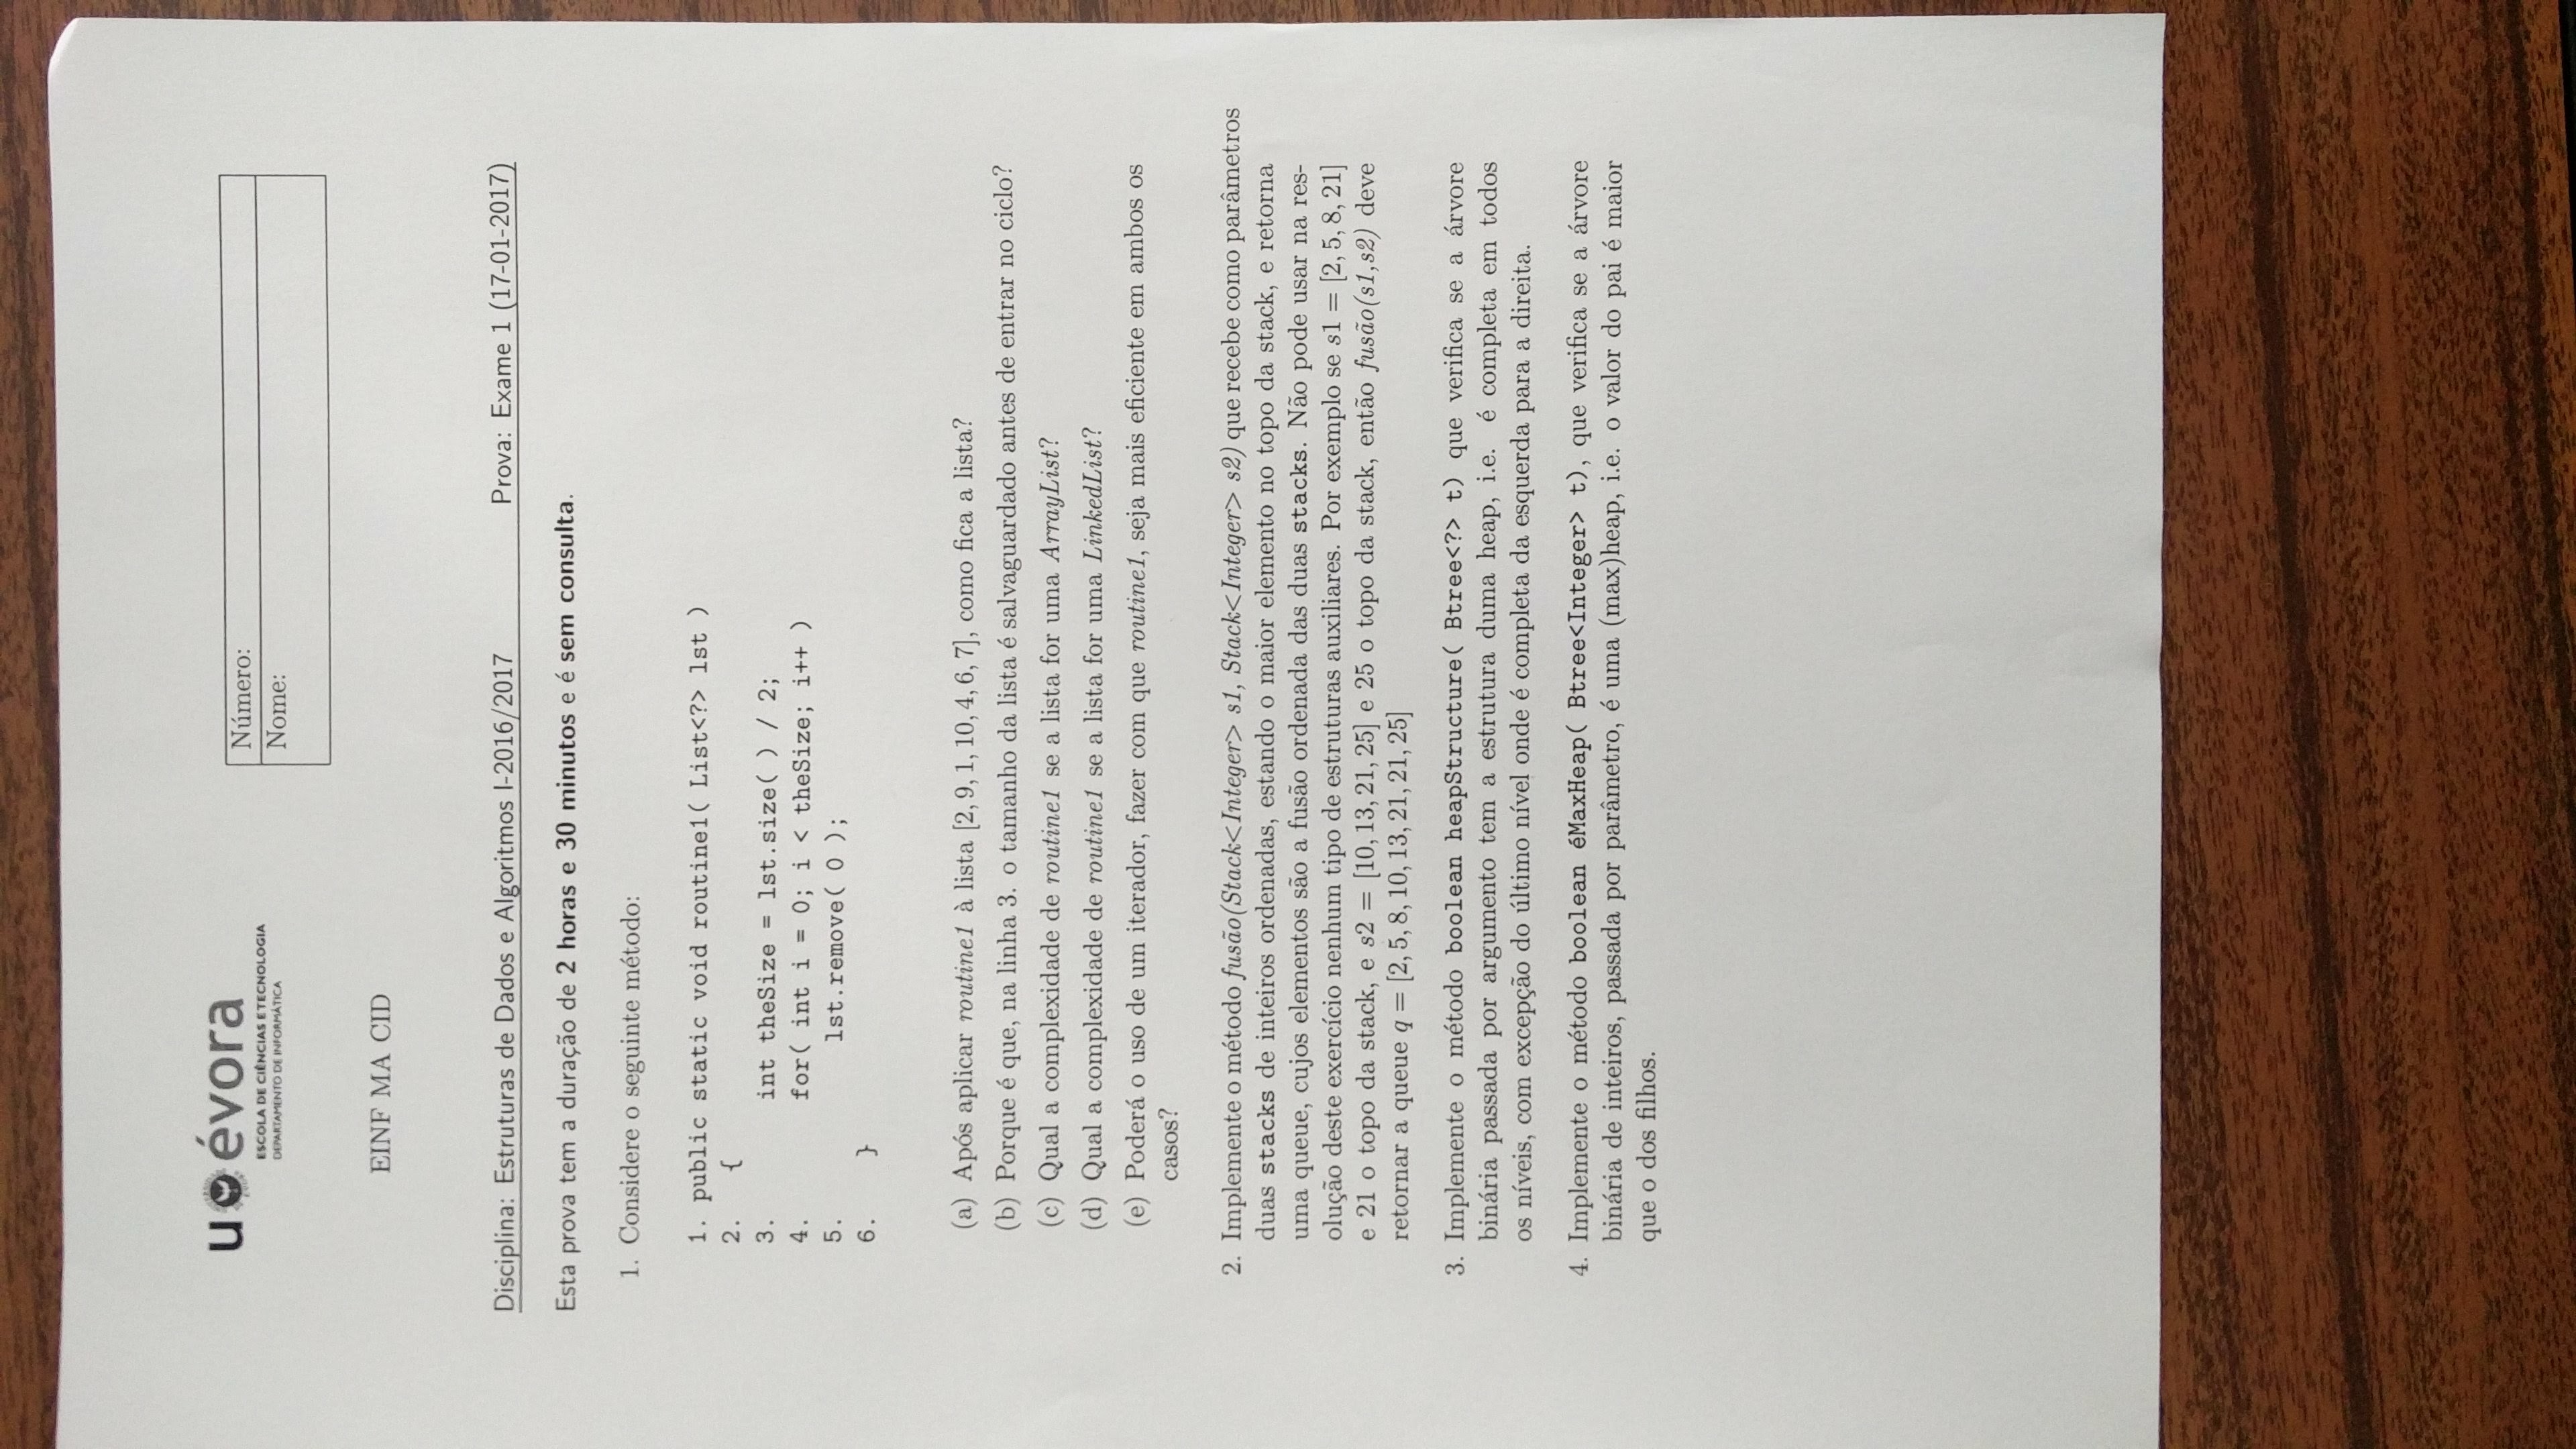 u évora
ESCOLA DE CIÊNCIAS E TECNOLOGIA
DEPARTAMENTO DE INFORMÁTICA
Número:
Nome:
EINF MA CID
Disciplina: Estruturas de Dados e Algoritmos I-2016/2017 Prova: Exame 1 (17-01-2017)
Esta prova tem a duração de 2 horas e 30 minutos e é sem consulta.
1. Considere o seguinte método:
1. public static void routine1( List<?> lst )
2. {
3. int theSize = lst.size( ) / 2;
4. for( int i = 0; i < theSize; i++ )
5. lst.remove( 0 );
6. }
(a) Após aplicar routine1 à lista [2, 9, 1, 10, 4, 6, 7], como fica a lista?
(b) Porque é que, na linha 3. o tamanho da lista é salvaguardado antes de entrar no ciclo?
(c) Qual a complexidade de routine1 se a lista for uma ArrayList?
(d) Qual a complexidade de routine1 se a lista for uma LinkedList?
(e) Poderá o uso de um iterador, fazer com que routine1, seja mais eficiente em ambos os
casos?
2. Implemente o método fusão(Stack<Integer> s1, Stack<Integer> s2) que recebe como parâmetros
duas stacks de inteiros ordenadas, estando o maior elemento no topo da stack, e retorna
uma queue, cujos elementos são a fusão ordenada das duas stacks. Não pode usar na res-
olução deste exercício nenhum tipo de estruturas auxiliares. Por exemplo se s1 = [2, 5, 8, 21]
e 21 o topo da stack, e s2 = [10, 13, 21, 25] e 25 o topo da stack, então fusão(s1,s2) deve
retornar a queue q = [2, 5, 8, 10, 13, 21, 21, 25]
3. Implemente o método boolean heapStructure( Btree<?> t) que verifica se a árvore
binária passada por argumento tem a estrutura duma heap, i.e. é completa em todos
os níveis, com excepção do último nível onde é completa da esquerda para a direita.
4. Implemente o método boolean éMaxHeap( Btree<Integer> t), que verifica se a árvore
binária de inteiros, passada por parâmetro, é uma (max)heap, i.e. o valor do pai é maior
que o dos filhos.